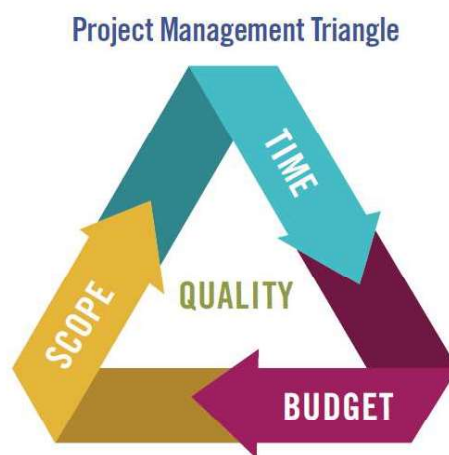 Project Management Triangle
TIME
QUALITY
SCOPE
BUDGET